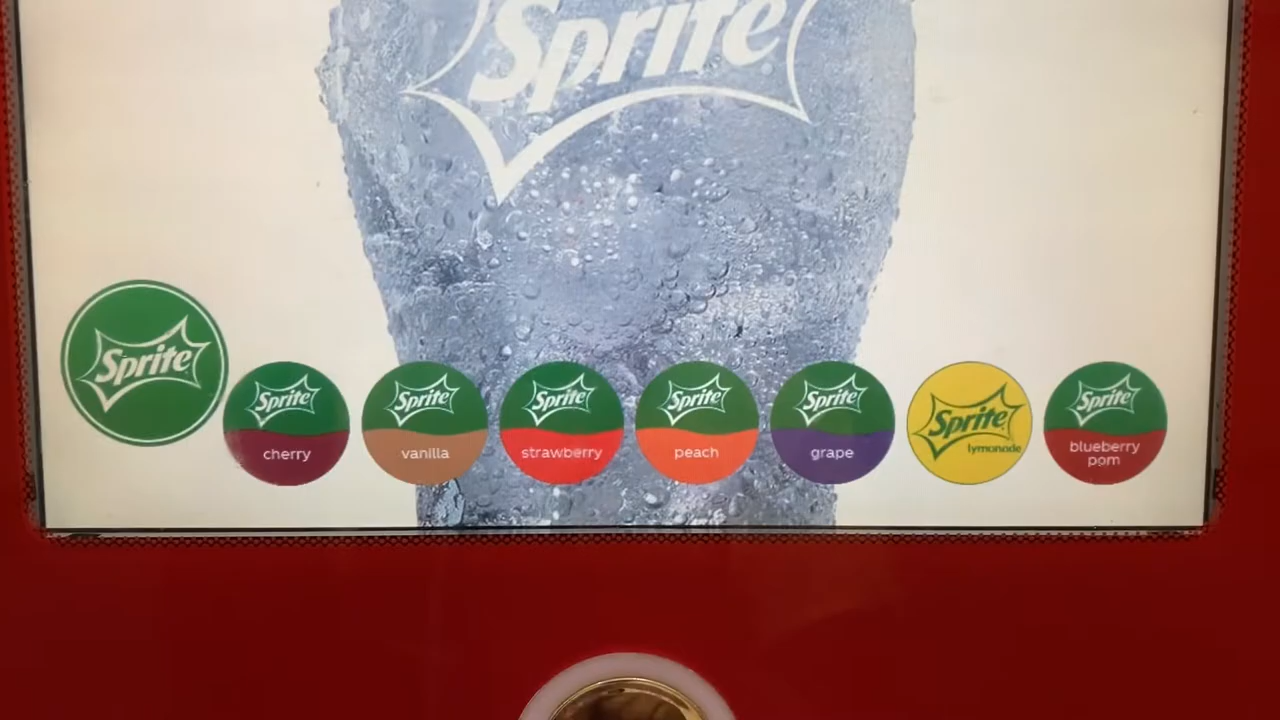 Sprite
Sprite
Sprite
cherry
Sprite
vanilla
Sprite
strawberry
Sprite
peach
Sprite
grape
Sprite
lymonade
Sprite
blueberry
pom